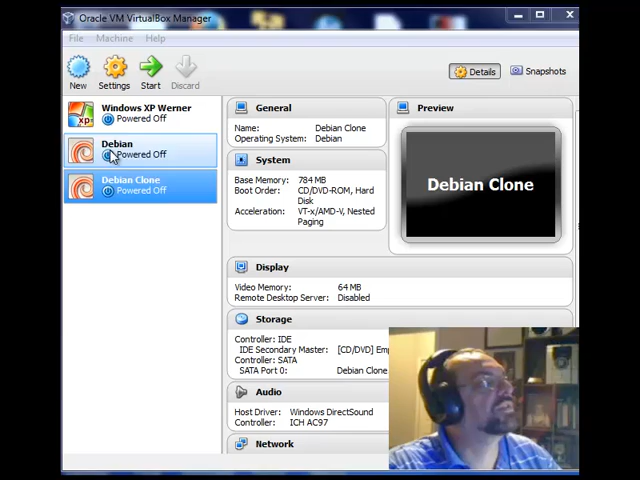 Oracle VM VirtualBox Manager
File Machine Help
New Settings Start Discard
Details Snapshots
Windows XP Werner
xp Powered Off
Debian
Powered Off
Debian Clone
Powered Off
General
Name: Debian Clone
Operating System: Debian
System
Base Memory: 784 MB
Boot Order: CD/DVD-ROM, Hard
Disk
Acceleration: VT-x/AMD-V, Nested
Paging
Preview
Debian Clone
Display
Video Memory: 64 MB
Remote Desktop Server: Disabled
Storage
Controller: IDE
IDE Secondary Master: [CD/DVD] Emp
Controller: SATA
SATA Port 0: Debian Clone
Audio
Host Driver: Windows DirectSound
Controller: ICH AC97
Network